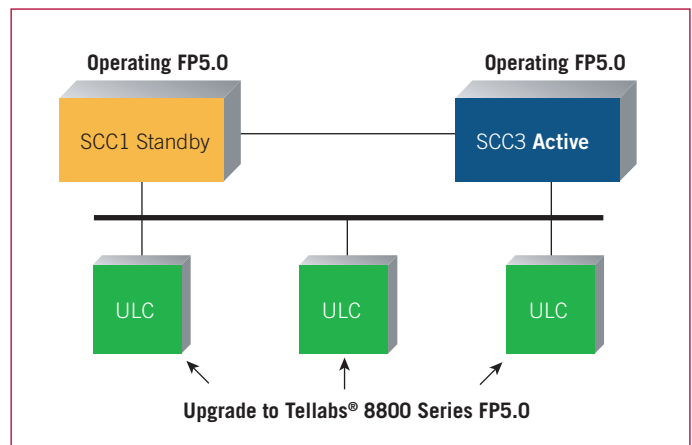 Operating FP5.0
Operating FP5.0
SCC1 Standby
SCC3 Active
ULC
ULC
ULC
Upgrade to Tellabs® 8800 Series FP5.0